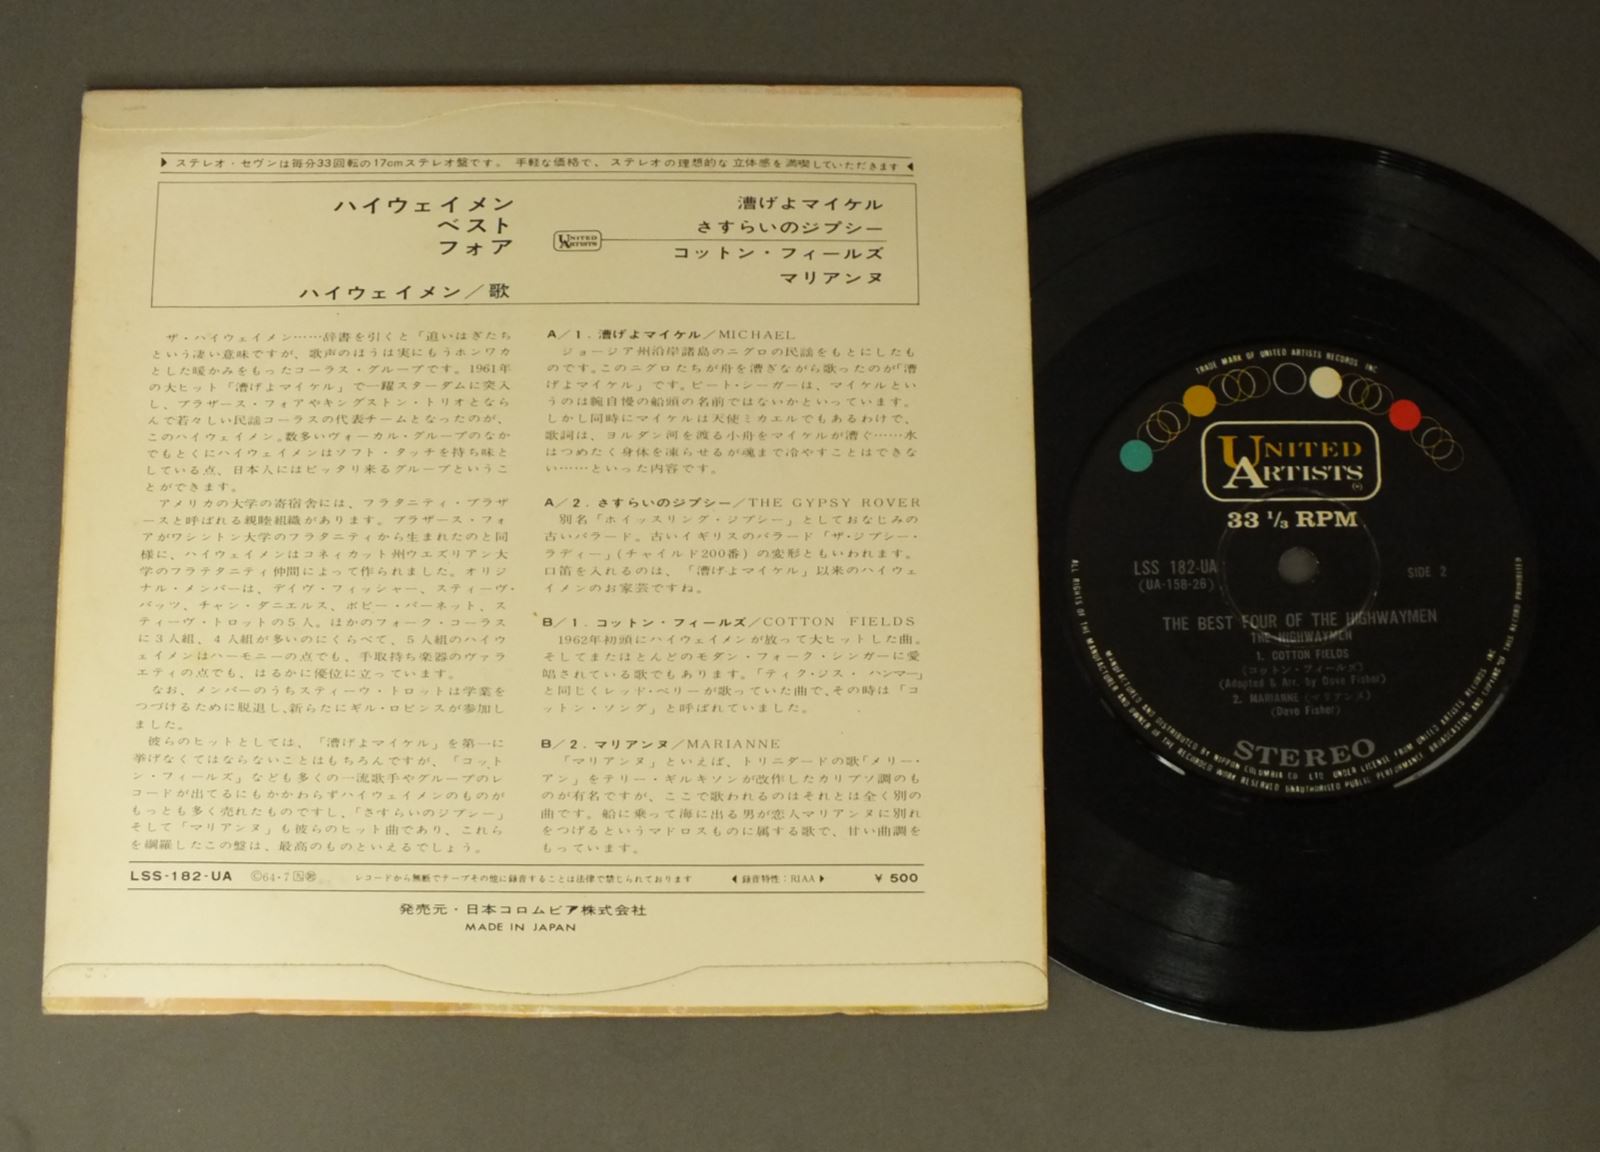 ステレオ・セヴンは毎分33回転の17cmステレオ盤です。 手軽な価格で、ステレオの理想的な立体感を満喫していただきます
ハイウェイメン
ベスト
フォア
ハイウェイメン/歌
UNITED ARTISTS
漕げよマイケル
さすらいのジプシー
コットン・フィールズ
マリアンヌ
ザ・ハイウェイメン……辞書を引くと「追いはぎたち
という凄い意味ですが、歌声のほうは実にもうホンワカ
とした暖かみをもったコーラス・グループです。1961年
の大ヒット「漕げよマイケル」で一躍スターダムに突入
し、ブラザース・フォアやキングストン・トリオとなら
んで若々しい民謡コーラスの代表チームとなったのが、
このハイウェイメン。数多いヴォーカル・グループのなか
でもとくにハイウェイメンはソフト・タッチを持ち味と
している点、日本人にはピッタリ来るグループというこ
とができます。
アメリカの大学の寄宿舎には、フラタニティ・ブラザ
ースと呼ばれる親睦組織があります。ブラザース・フォ
アがワシントン大学のフラタニティから生まれたのと同
様に、ハイウェイメンはコネィカット州ウエズリアン大
学のフラテタニティ仲間によって作られました。オリジ
ナル・メンバーは、デイヴ・フィッシャー、スティーヴ・
バッツ、チャン・ダニエルス、ボビー・バーネット、ス
ティーヴ・トロットの5人。ほかのフォーク・コーラス
に3人組、4人組が多いのにくらべて、5人組のハイウ
ェイメンはハーモニーの点でも、手取持ち楽器のヴァラ
エティの点でも、はるかに優位に立っています。
なお、メンバーのうちスティーウ・トロットは学業を
つづけるために脱退し、新らたにギル・ロビンスが参加し
ました。
彼らのヒットとしては、「漕げよマイケル」を第一に
挙げなくてはならないことはもちろんですが、「コット
ン・フィールズ」なども多くの一流歌手やグループのレ
コードが出てるにもかかわらずハイウェイメンのものが
もっとも多く売れたものですし、「さすらいのジプシー」
そして「マリアンヌ」も彼らのヒット曲であり、これら
を網羅したこの盤は、最高のものといえるでしょう。
A/1.漕げよマイケル/MICHAEL
ジョージア州沿岸諸島のニグロの民謡をもとにしたも
のです。このニグロたちが舟を漕ぎながら歌ったのが「漕
げよマイケル」です。ピート・シーガーは、マイケルとい
うのは腕自慢の船頭の名前ではないかといっています。
しかし同時にマイケルは天使ミカエルでもあるわけで、
歌詞は、ヨルダン河を渡る小舟をマイケルが漕ぐ……水
はつめたく身体を凍らせるが魂まで冷やすことはできな
い……といった内容です。
A/2.さすらいのジプシー/THE GYPSY ROVER
別名「ホイッスリング・ジプシー」としておなじみの
古いバラード。古いイギリスのバラード「ザ・ジプシー・
ラディー」(チャイルド200番)の変形ともいわれます。
口笛を入れるのは、「漕げよマイケル」以来のハイウェ
イメンのお家芸ですね。
B/1.コットン・フィールズ/COTTON FIELDS
1962年初頭にハイウェイメンが放って大ヒットした曲。
そしてまたほとんどのモダン・フォーク・シンガーに愛
唱されている歌でもあります。「ティク・ジス・ハンマー」
と同じくレッド・ベリーが歌っていた曲で、その時は「コ
ットン・ソング」と呼ばれていました。
B/2.マリアンヌ/MARIANNE
「マリアンヌ」といえば、トリニダードの歌「メリー・
アン」をテリー・ギルキソンが改作したカリプソ調のも
のが有名ですが、ここで歌われるのはそれとは全く別の
曲です。船に乗って海に出る男が恋人マリアンヌに別れ
をつげるというマドロスものに属する歌で、甘い曲調を
もっています。
LSS-182-UA ©64・7 レコードから無断でテープその他に録音することは法律で禁じられております 録音特性:RIAA ¥500
発売元・日本コロムビア株式会社
MADE IN JAPAN
TRADE MARK OF UNITED ARTISTS RECORDS INC
UNITED
ARTISTS
33 1/3 RPM
LSS 182-UA
(UA-158-2B)
SIDE 2
THE BEST FOUR OF THE HIGHWAYMEN
THE HIGHWAYMEN
1. COTTON FIELDS
(コットン・フィールズ)
(Adapted & Arr. by Dave Fisher)
2. MARIANNE(マリアンヌ)
(Dave Fisher)
STEREO
MANUFACTURED AND DISTRIBUTED BY NIPPON COLUMBIA CO. LTD. UNDER LICENSE FROM UNITED ARTISTS RECORDS INC
ALL RIGHTS OF THE MANUFACTURER AND OWNER OF THE RECORDED WORK RESERVED UNAUTHORISED PUBLIC PERFORMANCE BROADCASTING AND COPYING OF THIS RECORD PROHIBITED